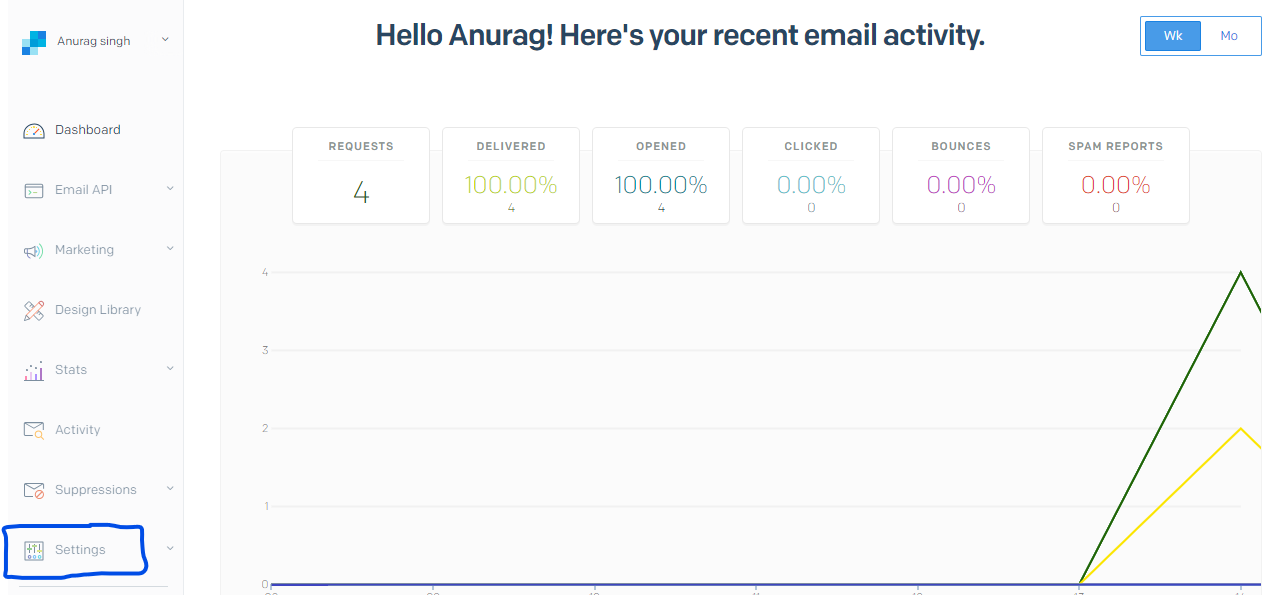 Anurag singh
Dashboard
Email API
Marketing
Design Library
Stats
Activity
Suppressions
Settings
Hello Anurag! Here's your recent email activity.
Wk Mo
REQUESTS
4
DELIVERED
100.00%
4
OPENED
100.00%
4
CLICKED
0.00%
0
BOUNCES
0.00%
0
SPAM REPORTS
0.00%
0
4
3
2
1
0